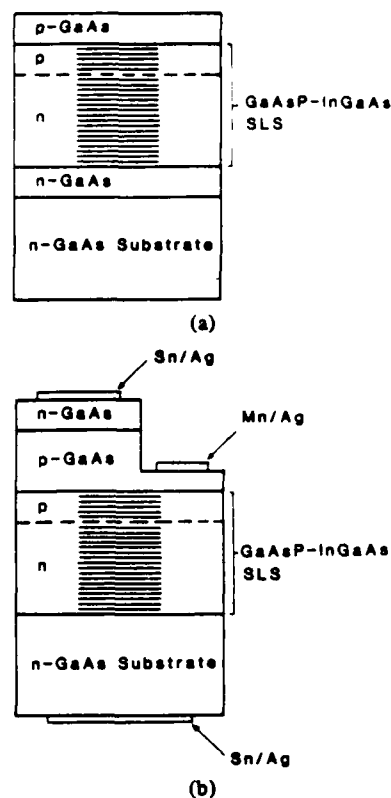 p-GaAs
p
n
GaAsP-InGaAs
SLS
n-GaAs
n-GaAs Substrate
(a)
Sn/Ag
n-GaAs
Mn/Ag
p-GaAs
p
n
GaAsP-InGaAs
SLS
n-GaAs Substrate
Sn/Ag
(b)